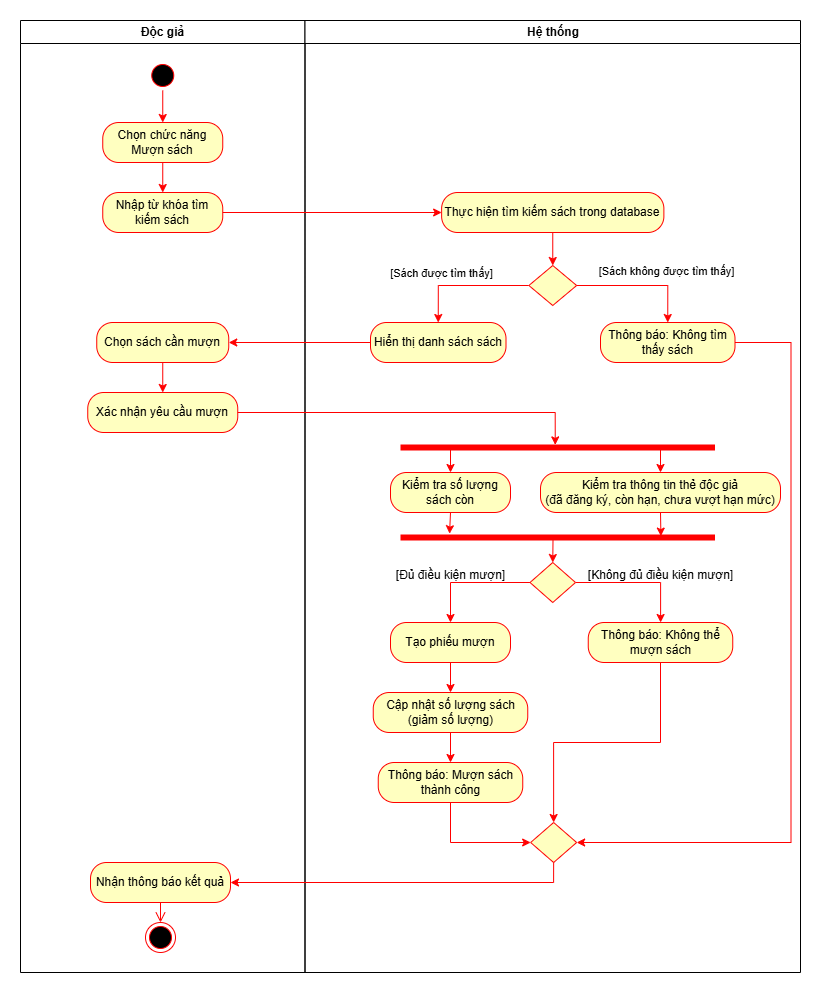 Độc giả
Hệ thống
Chọn chức năng
Mượn sách
Nhập từ khóa tìm
kiếm sách
Thực hiện tìm kiếm sách trong database
[Sách được tìm thấy]
[Sách không được tìm thấy]
Chọn sách cần mượn
Hiển thị danh sách sách
Thông báo: Không tìm
thấy sách
Xác nhận yêu cầu mượn
Kiểm tra số lượng
sách còn
Kiểm tra thông tin thẻ độc giả
(đã đăng ký, còn hạn, chưa vượt hạn mức)
[Đủ điều kiện mượn]
[Không đủ điều kiện mượn]
Tạo phiếu mượn
Thông báo: Không thể
mượn sách
Cập nhật số lượng sách
(giảm số lượng)
Thông báo: Mượn sách
thành công
Nhận thông báo kết quả